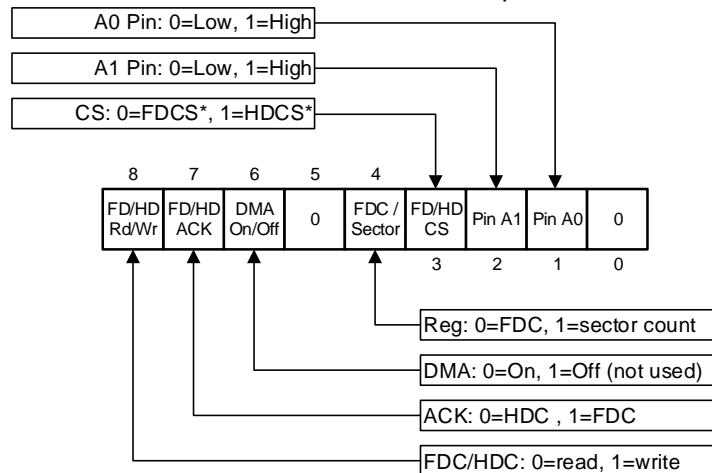 A0 Pin: 0=Low, 1=High
A1 Pin: 0=Low, 1=High
CS: 0=FDCS*, 1=HDCS*
8 7 6 5 4
FD/HD FD/HD DMA 0 FDC / FD/HD Pin A1 Pin A0 0
Rd/Wr ACK On/Off Sector CS
3 2 1 0
Reg: 0=FDC, 1=sector count
DMA: 0=On, 1=Off (not used)
ACK: 0=HDC , 1=FDC
FDC/HDC: 0=read, 1=write